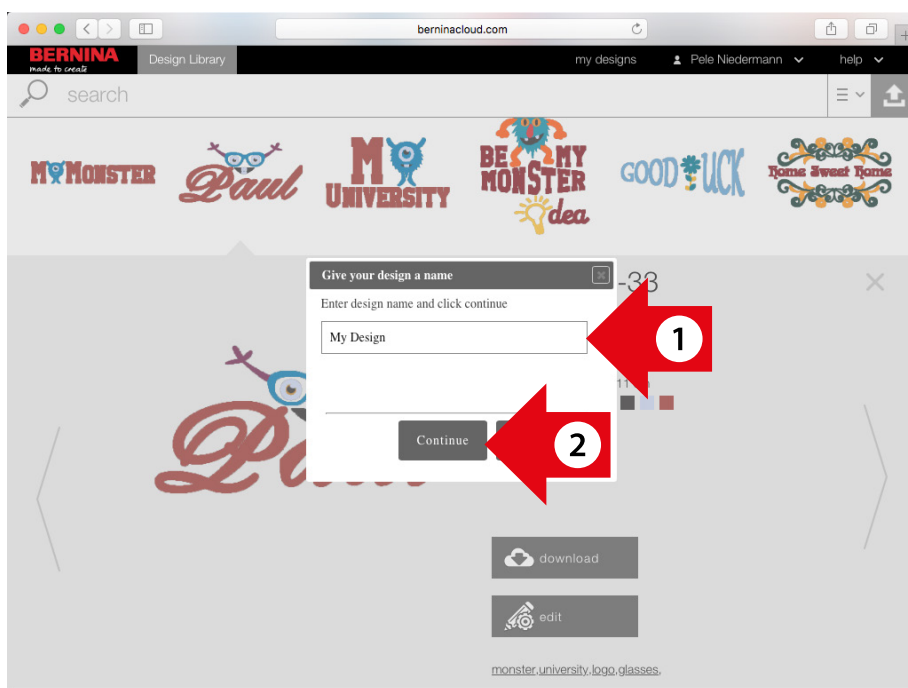 berninacloud.com
BERNINA
made to create
Design Library
my designs
Pele Niedermann
help
search
MY MONSTER
Paul
MY
UNIVERSITY
BE MY
MONSTER
idea
GOOD LUCK
Home Sweet Home
Give your design a name
-33
Enter design name and click continue
My Design
1
11
Continue
2
download
edit
monster,university,logo,glasses,